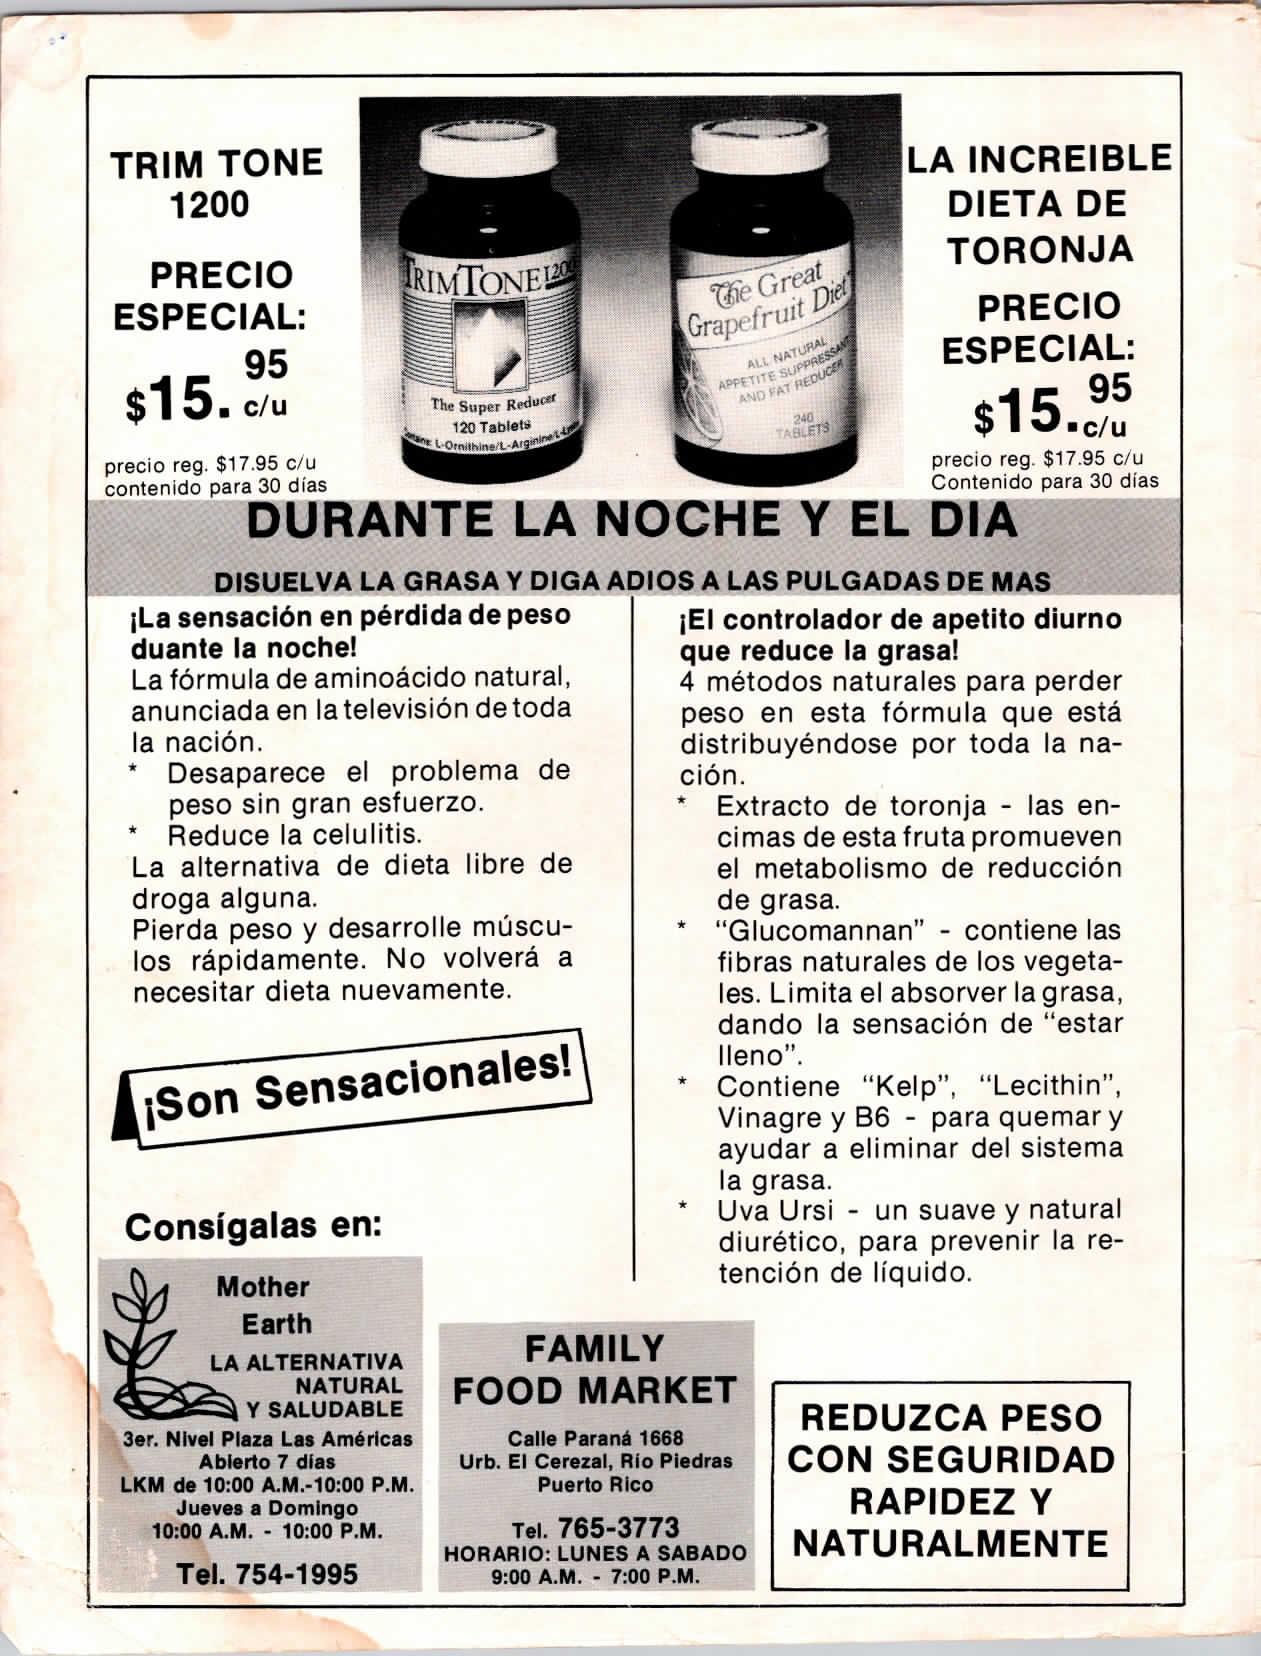 TRIM TONE
1200
PRECIO
ESPECIAL:
$15.95 c/u
precio reg. $17.95 c/u
contenido para 30 días
TRIMTONE 1200
The Super Reducer
120 Tablets
Contains: L-Ornithine/L-Arginine/L-Lysine
The Great
Grapefruit Diet
ALL NATURAL
APPETITE SUPPRESSANT
AND FAT REDUCER
240
TABLETS
LA INCREIBLE
DIETA DE
TORONJA
PRECIO
ESPECIAL:
$15.95 c/u
precio reg. $17.95 c/u
Contenido para 30 días
DURANTE LA NOCHE Y EL DIA
DISUELVA LA GRASA Y DIGA ADIOS A LAS PULGADAS DE MAS
¡La sensación en pérdida de peso
duante la noche!
La fórmula de aminoácido natural,
anunciada en la televisión de toda
la nación.
* Desaparece el problema de
peso sin gran esfuerzo.
* Reduce la celulitis.
La alternativa de dieta libre de
droga alguna.
Pierda peso y desarrolle múscu-
los rápidamente. No volverá a
necesitar dieta nuevamente.
¡Son Sensacionales!
¡El controlador de apetito diurno
que reduce la grasa!
4 métodos naturales para perder
peso en esta fórmula que está
distribuyéndose por toda la na-
ción.
* Extracto de toronja - las en-
cimas de esta fruta promueven
el metabolismo de reducción
de grasa.
* "Glucomannan" - contiene las
fibras naturales de los vegeta-
les. Limita el absorver la grasa,
dando la sensación de "estar
lleno".
* Contiene "Kelp", "Lecithin",
Vinagre y B6 - para quemar y
ayudar a eliminar del sistema
la grasa.
* Uva Ursi - un suave y natural
diurético, para prevenir la re-
tención de líquido.
Consígalas en:
Mother
Earth
LA ALTERNATIVA
NATURAL
Y SALUDABLE
3er. Nivel Plaza Las Américas
Abierto 7 días
LKM de 10:00 A.M.-10:00 P.M.
Jueves a Domingo
10:00 A.M. - 10:00 P.M.
Tel. 754-1995
FAMILY
FOOD MARKET
Calle Paraná 1668
Urb. El Cerezal, Río Piedras
Puerto Rico
Tel. 765-3773
HORARIO: LUNES A SABADO
9:00 A.M. - 7:00 P.M.
REDUZCA PESO
CON SEGURIDAD
RAPIDEZ Y
NATURALMENTE